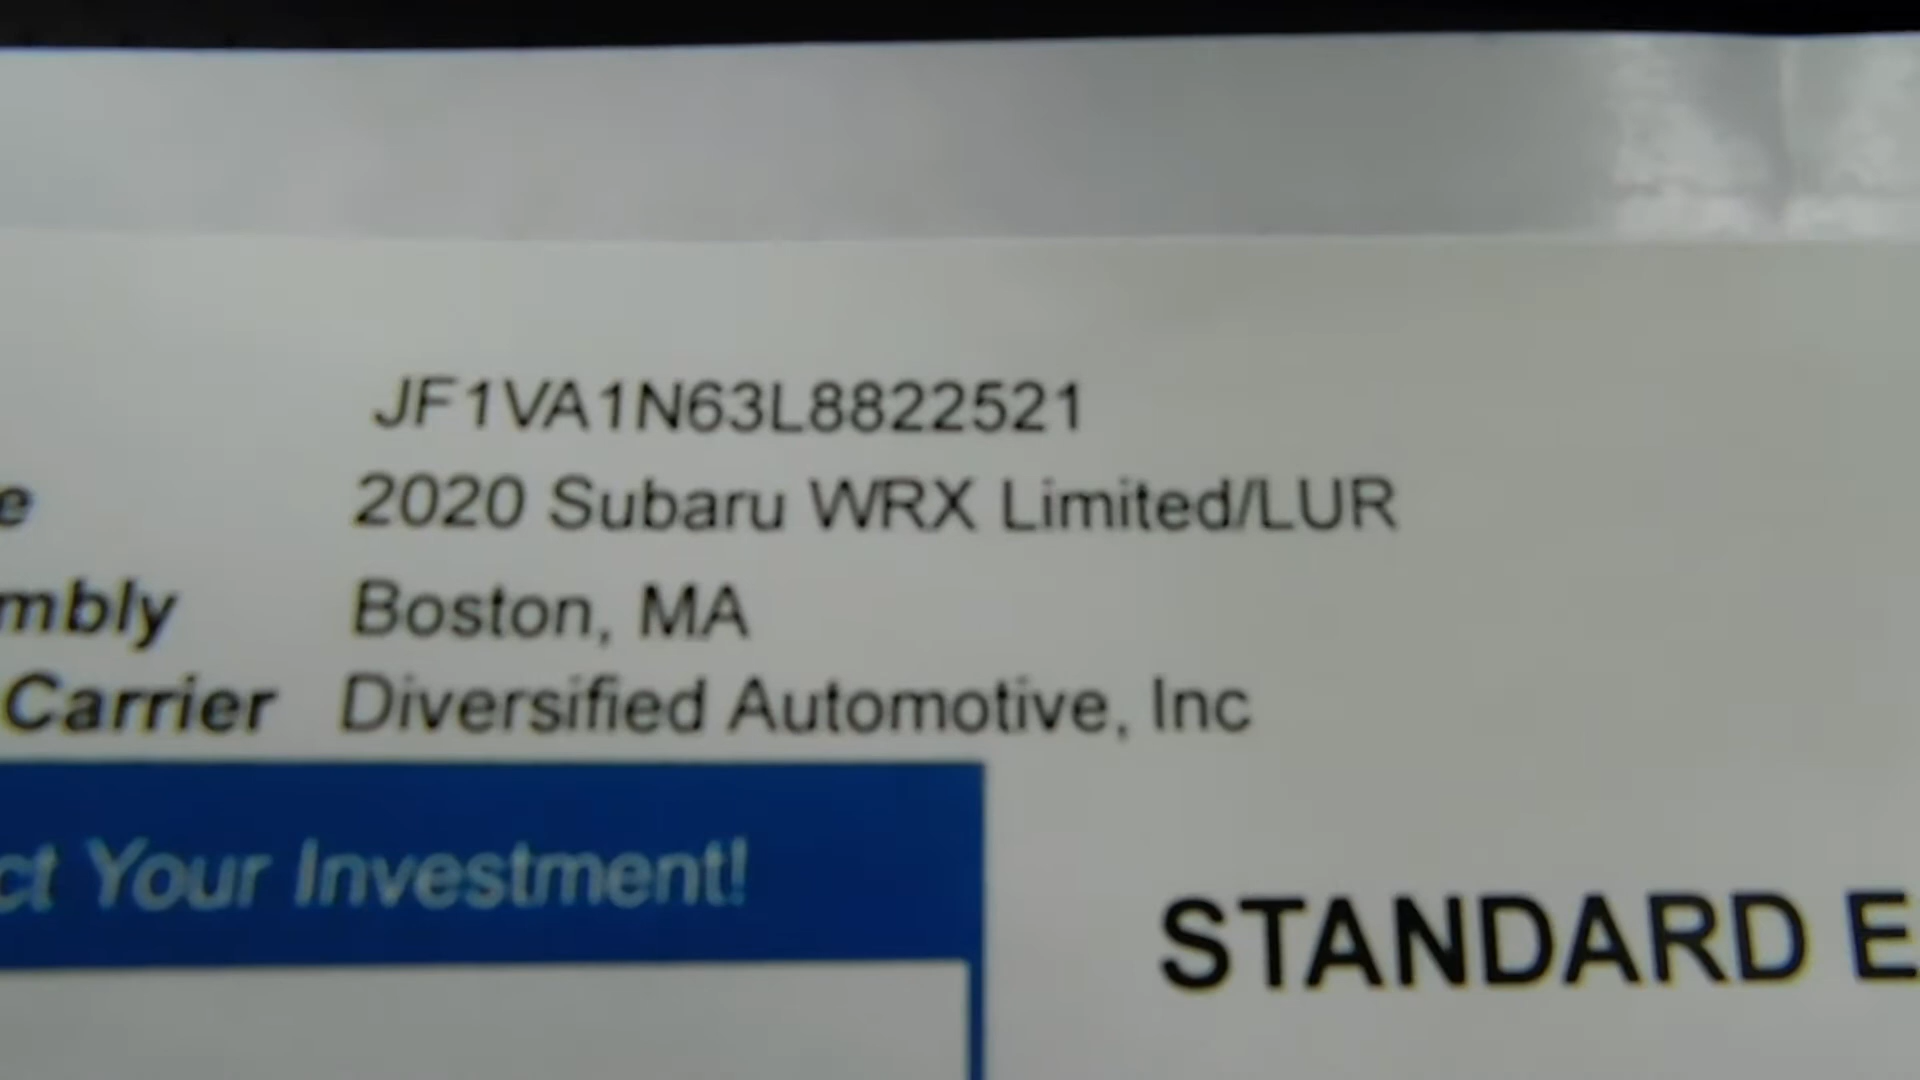 JF1VA1N63L8822521
e 2020 Subaru WRX Limited/LUR
mbly Boston, MA
Carrier Diversified Automotive, Inc
ct Your Investment!
STANDARD E